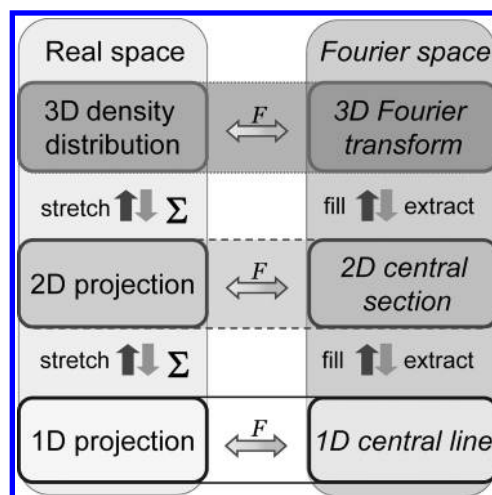 Real space
Fourier space
3D density
distribution
F
3D Fourier
transform
stretch Σ
fill extract
2D projection
F
2D central
section
stretch Σ
fill extract
1D projection
F
1D central line